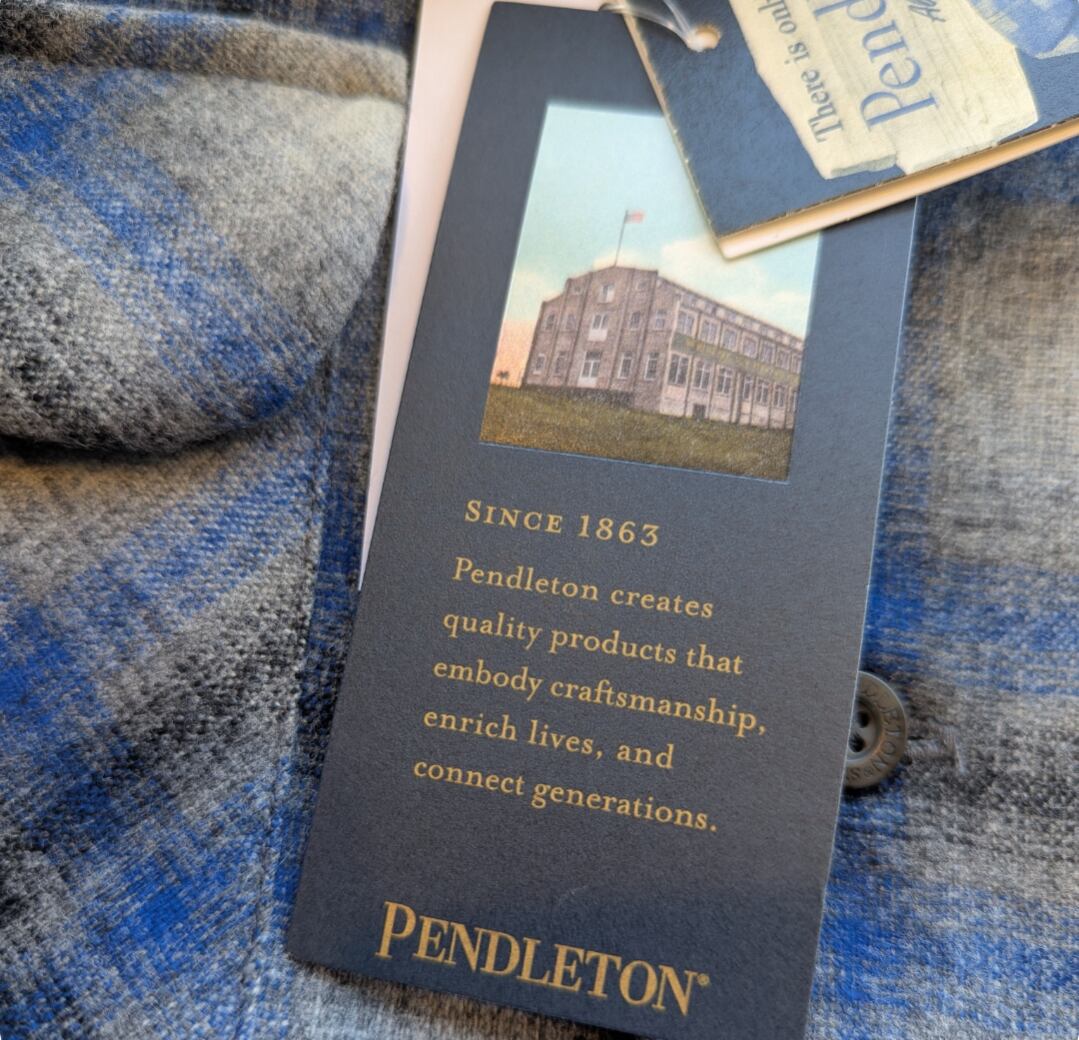 There is onl
Pend
SINCE 1863
Pendleton creates
quality products that
embody craftsmanship,
enrich lives, and
connect generations.
PENDLETON®